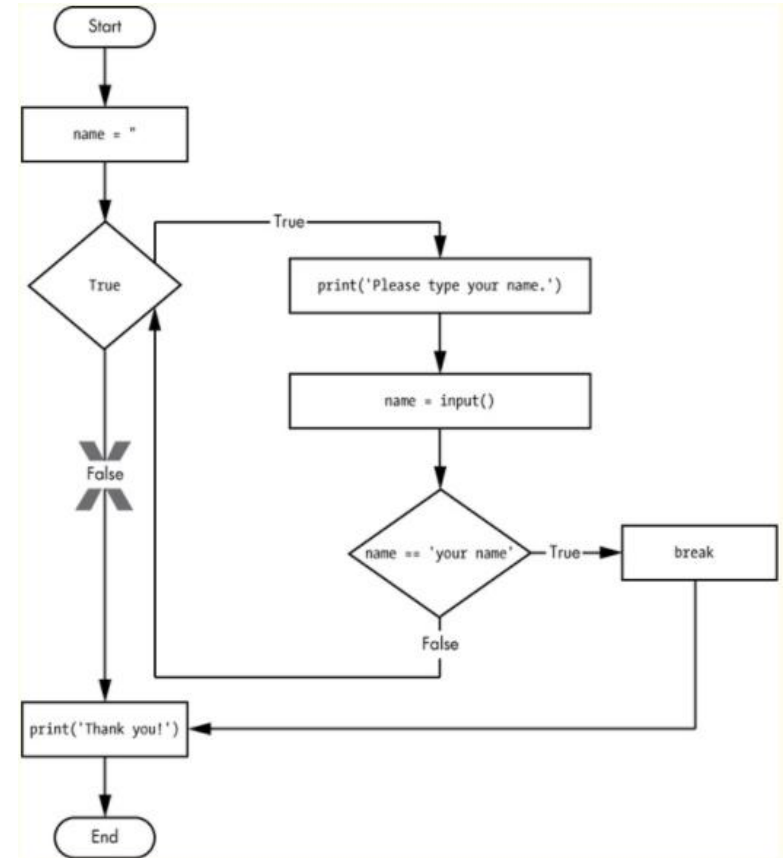 Start
name = "
True
True
print('Please type your name.')
name = input()
name == 'your name'
True
break
False
False
print('Thank you!')
End